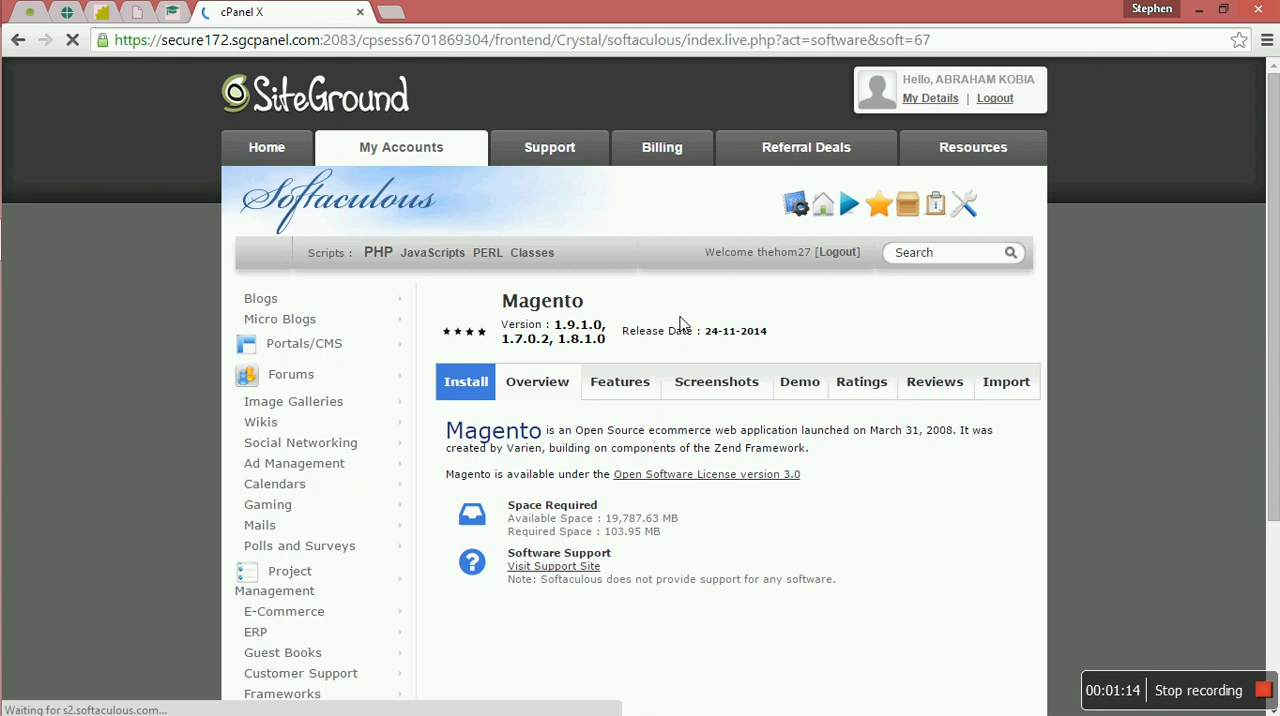 cPanel X
Stephen
https://secure172.sgcpanel.com:2083/cpsess6701869304/frontend/Crystal/softaculous/index.live.php?act=software&soft=67
SiteGround
Hello, ABRAHAM KOBIA
My Details | Logout
Home
My Accounts
Support
Billing
Referral Deals
Resources
Softaculous
Scripts : PHP JavaScripts PERL Classes
Welcome thehom27 [Logout]
Search
Blogs
Micro Blogs
Portals/CMS
Forums
Image Galleries
Wikis
Social Networking
Ad Management
Calendars
Gaming
Mails
Polls and Surveys
Project
Management
E-Commerce
ERP
Guest Books
Customer Support
Frameworks
Magento
Version : 1.9.1.0,
1.7.0.2, 1.8.1.0
Release Date : 24-11-2014
Install
Overview
Features
Screenshots
Demo
Ratings
Reviews
Import
Magento is an Open Source ecommerce web application launched on March 31, 2008. It was
created by Varien, building on components of the Zend Framework.
Magento is available under the Open Software License version 3.0
Space Required
Available Space : 19,787.63 MB
Required Space : 103.95 MB
Software Support
Visit Support Site
Note: Softaculous does not provide support for any software.
Waiting for s2.softaculous.com...
00:01:14
Stop recording